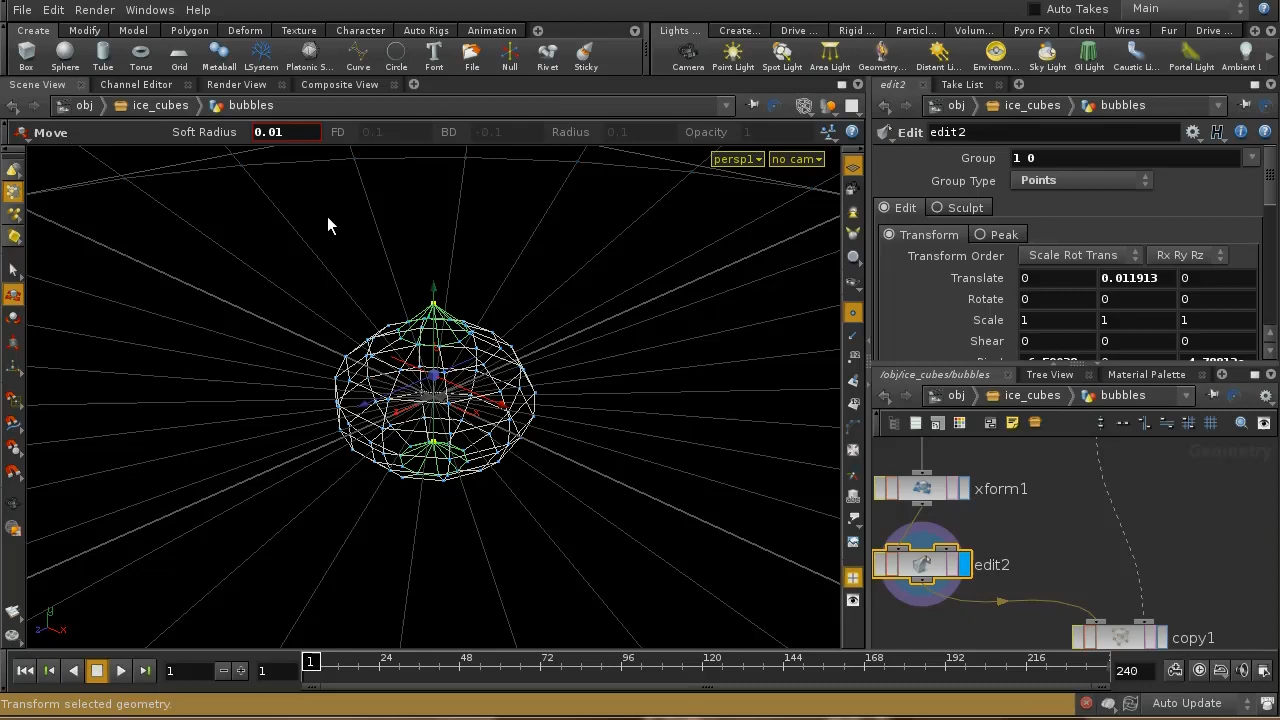 File Edit Render Windows Help Auto Takes Main
Create Modify Model Polygon Deform Texture Character Auto Rigs Animation Lights ... Create... Drive ... Rigid ... Particl... Volum... Pyro FX Cloth Wires Fur Drive ...
Box Sphere Tube Torus Grid Metaball LSystem Platonic S... Curve Circle Font File Null Rivet Sticky Camera Point Light Spot Light Area Light Geometry... Distant Li... Environm... Sky Light GI Light Caustic Li... Portal Light Ambient L
Scene View Channel Editor Render View Composite View edit2 Take List
obj ice_cubes bubbles obj ice_cubes bubbles
Move Soft Radius 0.01 FD 0.1 BD -0.1 Radius 0.1 Opacity 1 Edit edit2
persp1 no cam Group 1 0
Group Type Points
Edit Sculpt
Transform Peak
Transform Order Scale Rot Trans Rx Ry Rz
Translate 0 0.011913 0
Rotate 0 0 0
Scale 1 1 1
Shear 0 0 0
/obj/ice_cubes/bubbles Tree View Material Palette
obj ice_cubes bubbles
Geometry
xform1
edit2
copy1
y
z x
1 1 1 24 48 72 96 120 144 168 192 216 240
Transform selected geometry. Auto Update